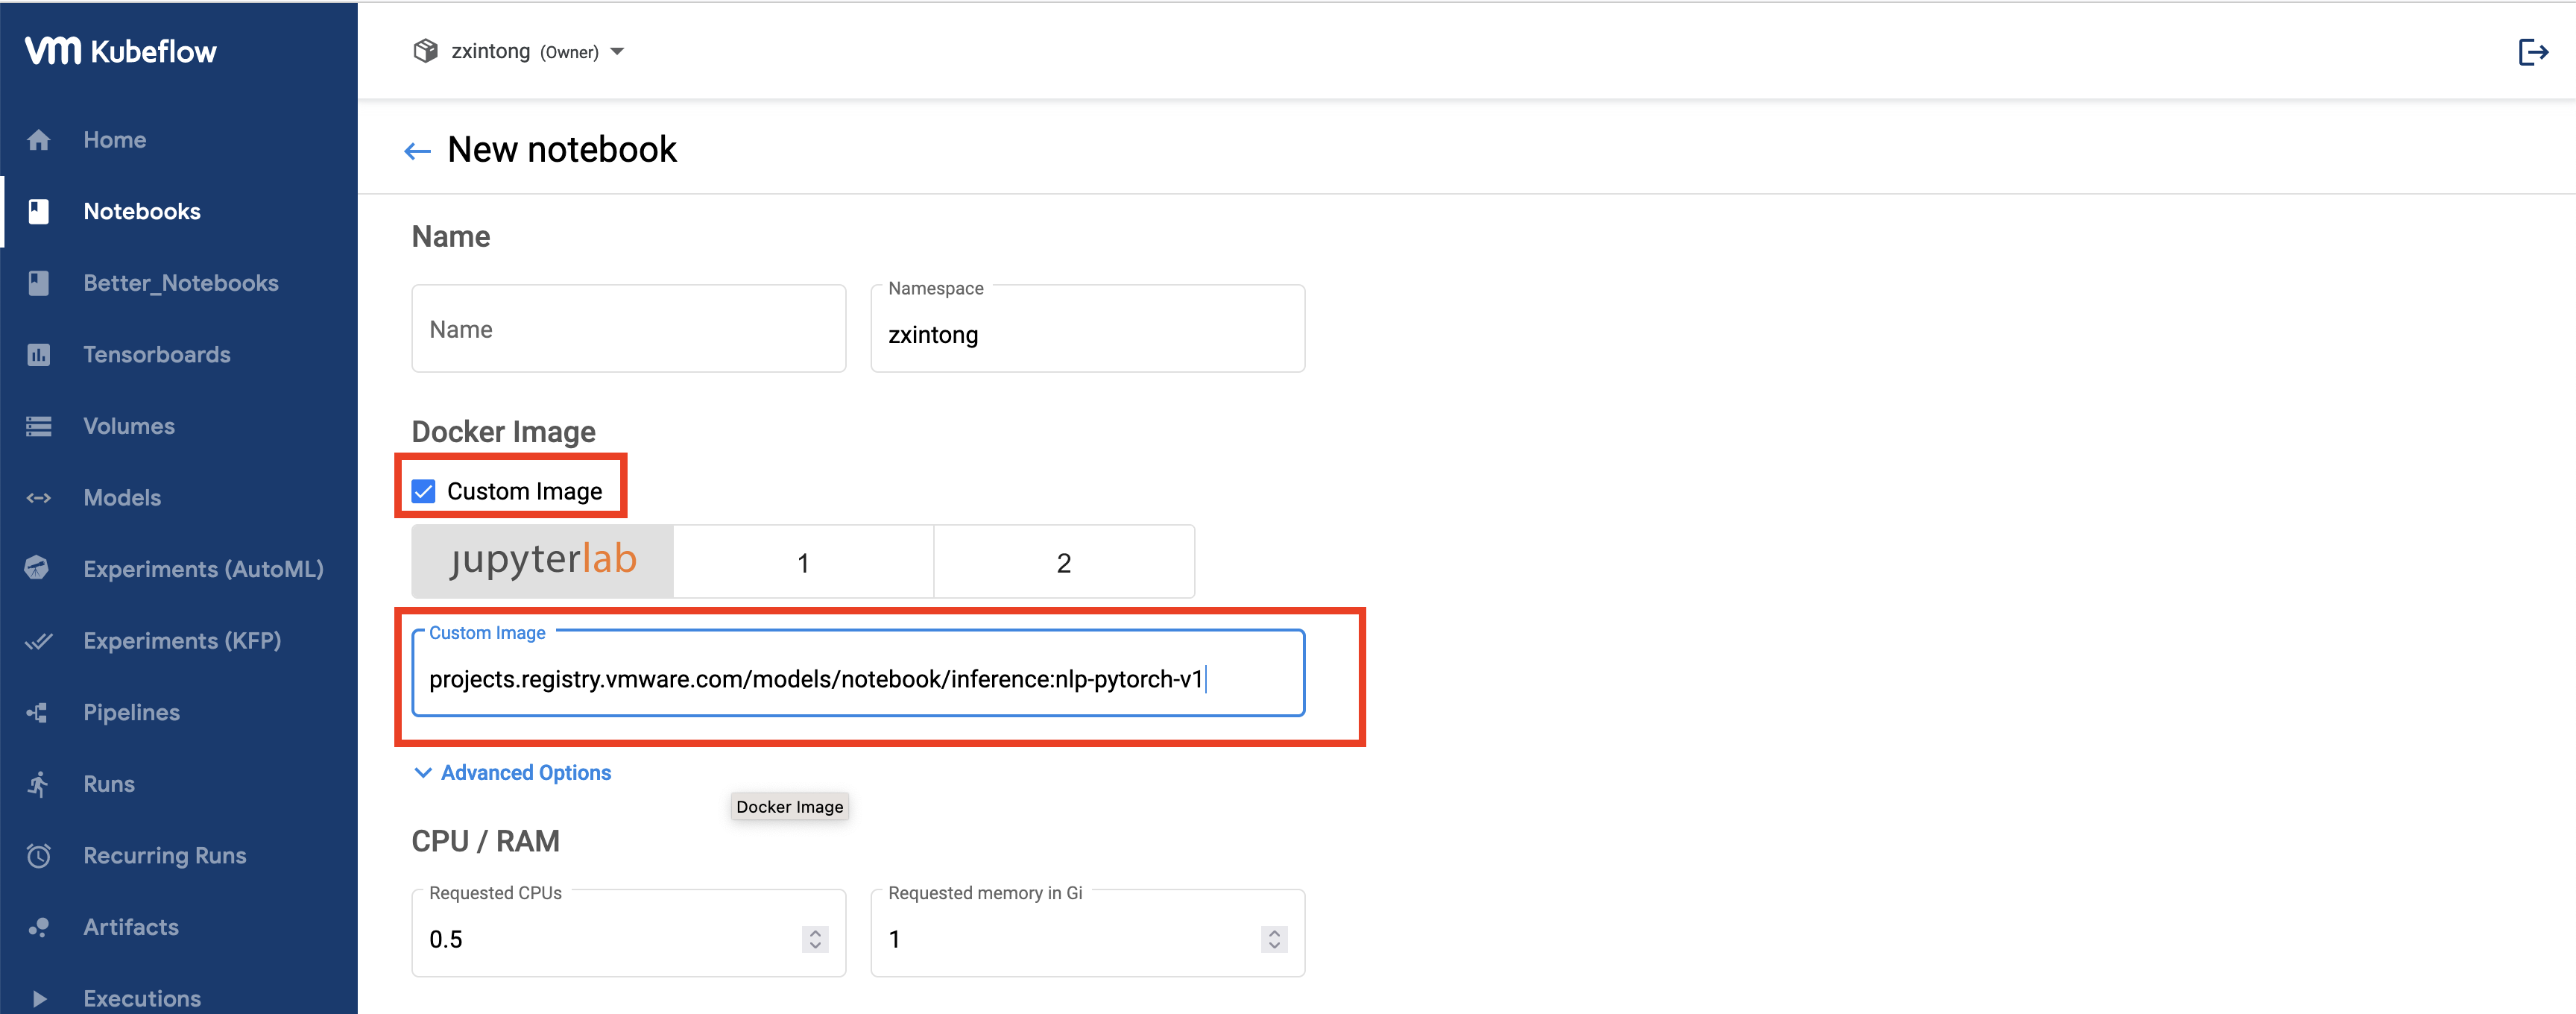 vm Kubeflow
Home
Notebooks
Better_Notebooks
Tensorboards
Volumes
Models
Experiments (AutoML)
Experiments (KFP)
Pipelines
Runs
Recurring Runs
Artifacts
Executions
zxintong (Owner)
New notebook
Name
Name
Namespace
zxintong
Docker Image
Custom Image
jupyterlab
1
2
Custom Image
projects.registry.vmware.com/models/notebook/inference:nlp-pytorch-v1
Advanced Options
Docker Image
CPU / RAM
Requested CPUs
0.5
Requested memory in Gi
1